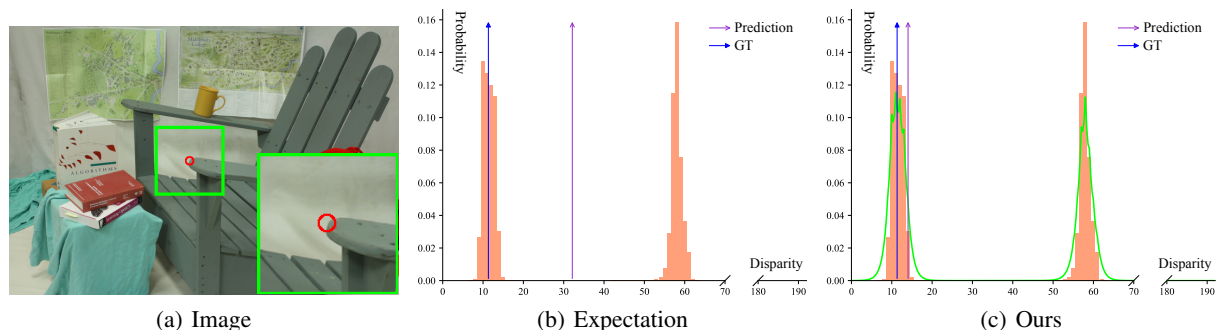 ALGORITHMS
(a) Image
Probability
0.16
0.14
0.12
0.10
0.08
0.06
0.04
0.02
0.00
0 10 20 30 40 50 60 70 180 190
Disparity
Prediction
GT
(b) Expectation
Probability
0.16
0.14
0.12
0.10
0.08
0.06
0.04
0.02
0.00
0 10 20 30 40 50 60 70 180 190
Disparity
Prediction
GT
(c) Ours